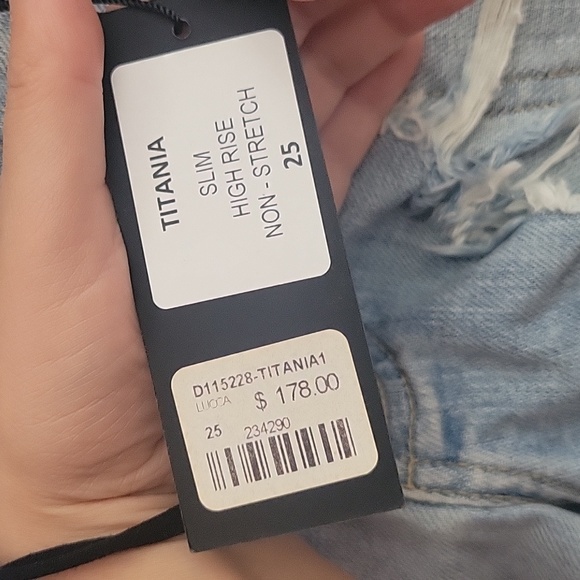 TITANIA
SLIM
HIGH RISE
NON - STRETCH
25
D115228-TITANIA1
LUCCA
$ 178.00
25 234290